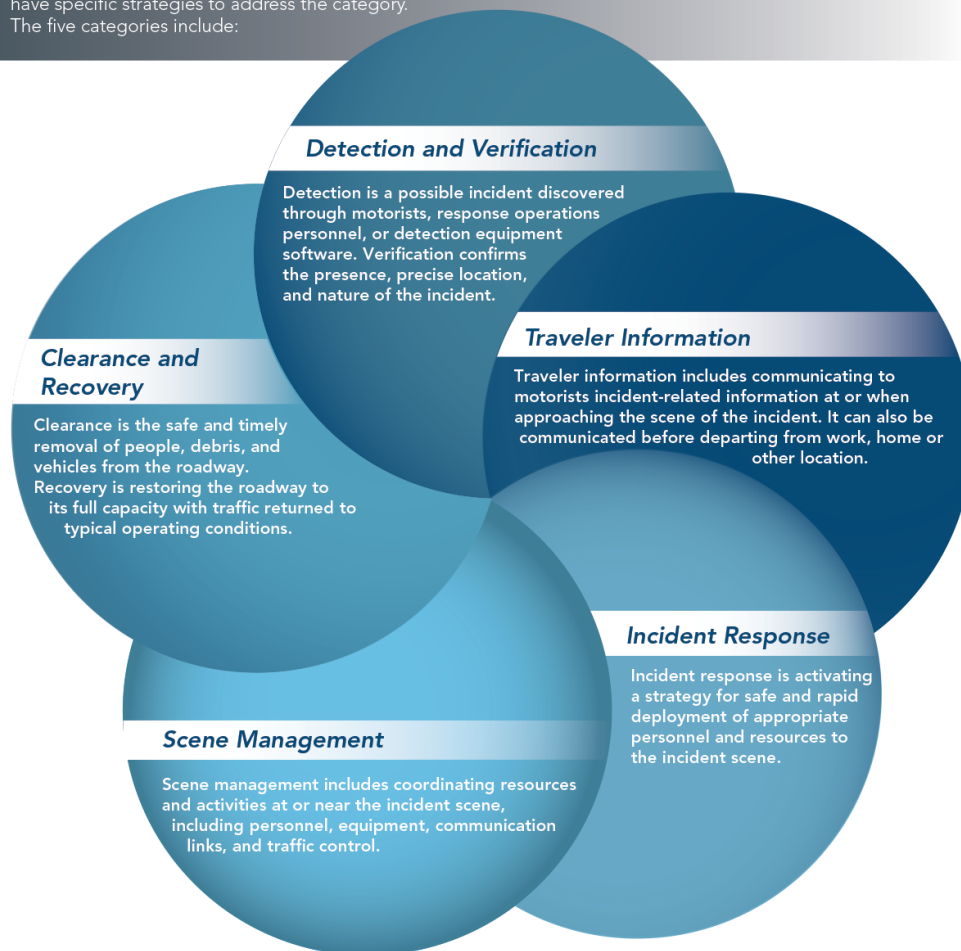 have specific strategies to address the category.
The five categories include:
Detection and Verification
Detection is a possible incident discovered
through motorists, response operations
personnel, or detection equipment
software. Verification confirms
the presence, precise location,
and nature of the incident.
Traveler Information
Traveler information includes communicating to
motorists incident-related information at or when
approaching the scene of the incident. It can also be
communicated before departing from work, home or
other location.
Incident Response
Incident response is activating
a strategy for safe and rapid
deployment of appropriate
personnel and resources to
the incident scene.
Scene Management
Scene management includes coordinating resources
and activities at or near the incident scene,
including personnel, equipment, communication
links, and traffic control.
Clearance and
Recovery
Clearance is the safe and timely
removal of people, debris, and
vehicles from the roadway.
Recovery is restoring the roadway to
its full capacity with traffic returned to
typical operating conditions.